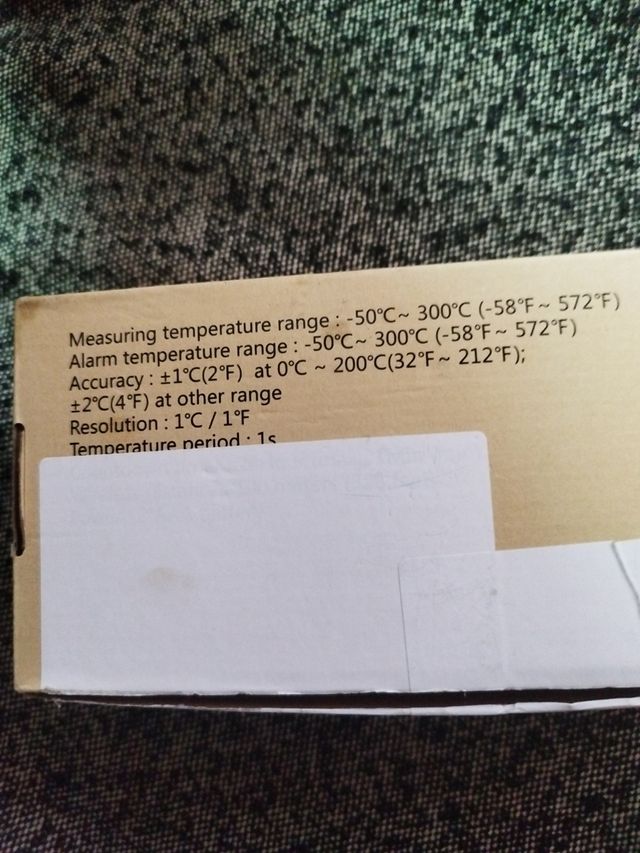 Measuring temperature range : -50℃~ 300℃ (-58℉~ 572℉)
Alarm temperature range : -50℃~ 300℃ (-58℉~ 572℉)
Accuracy : ±1℃(2℉) at 0℃ ~ 200℃(32℉~ 212℉);
±2℃(4℉) at other range
Resolution : 1℃ / 1℉
Temperature period : 1s